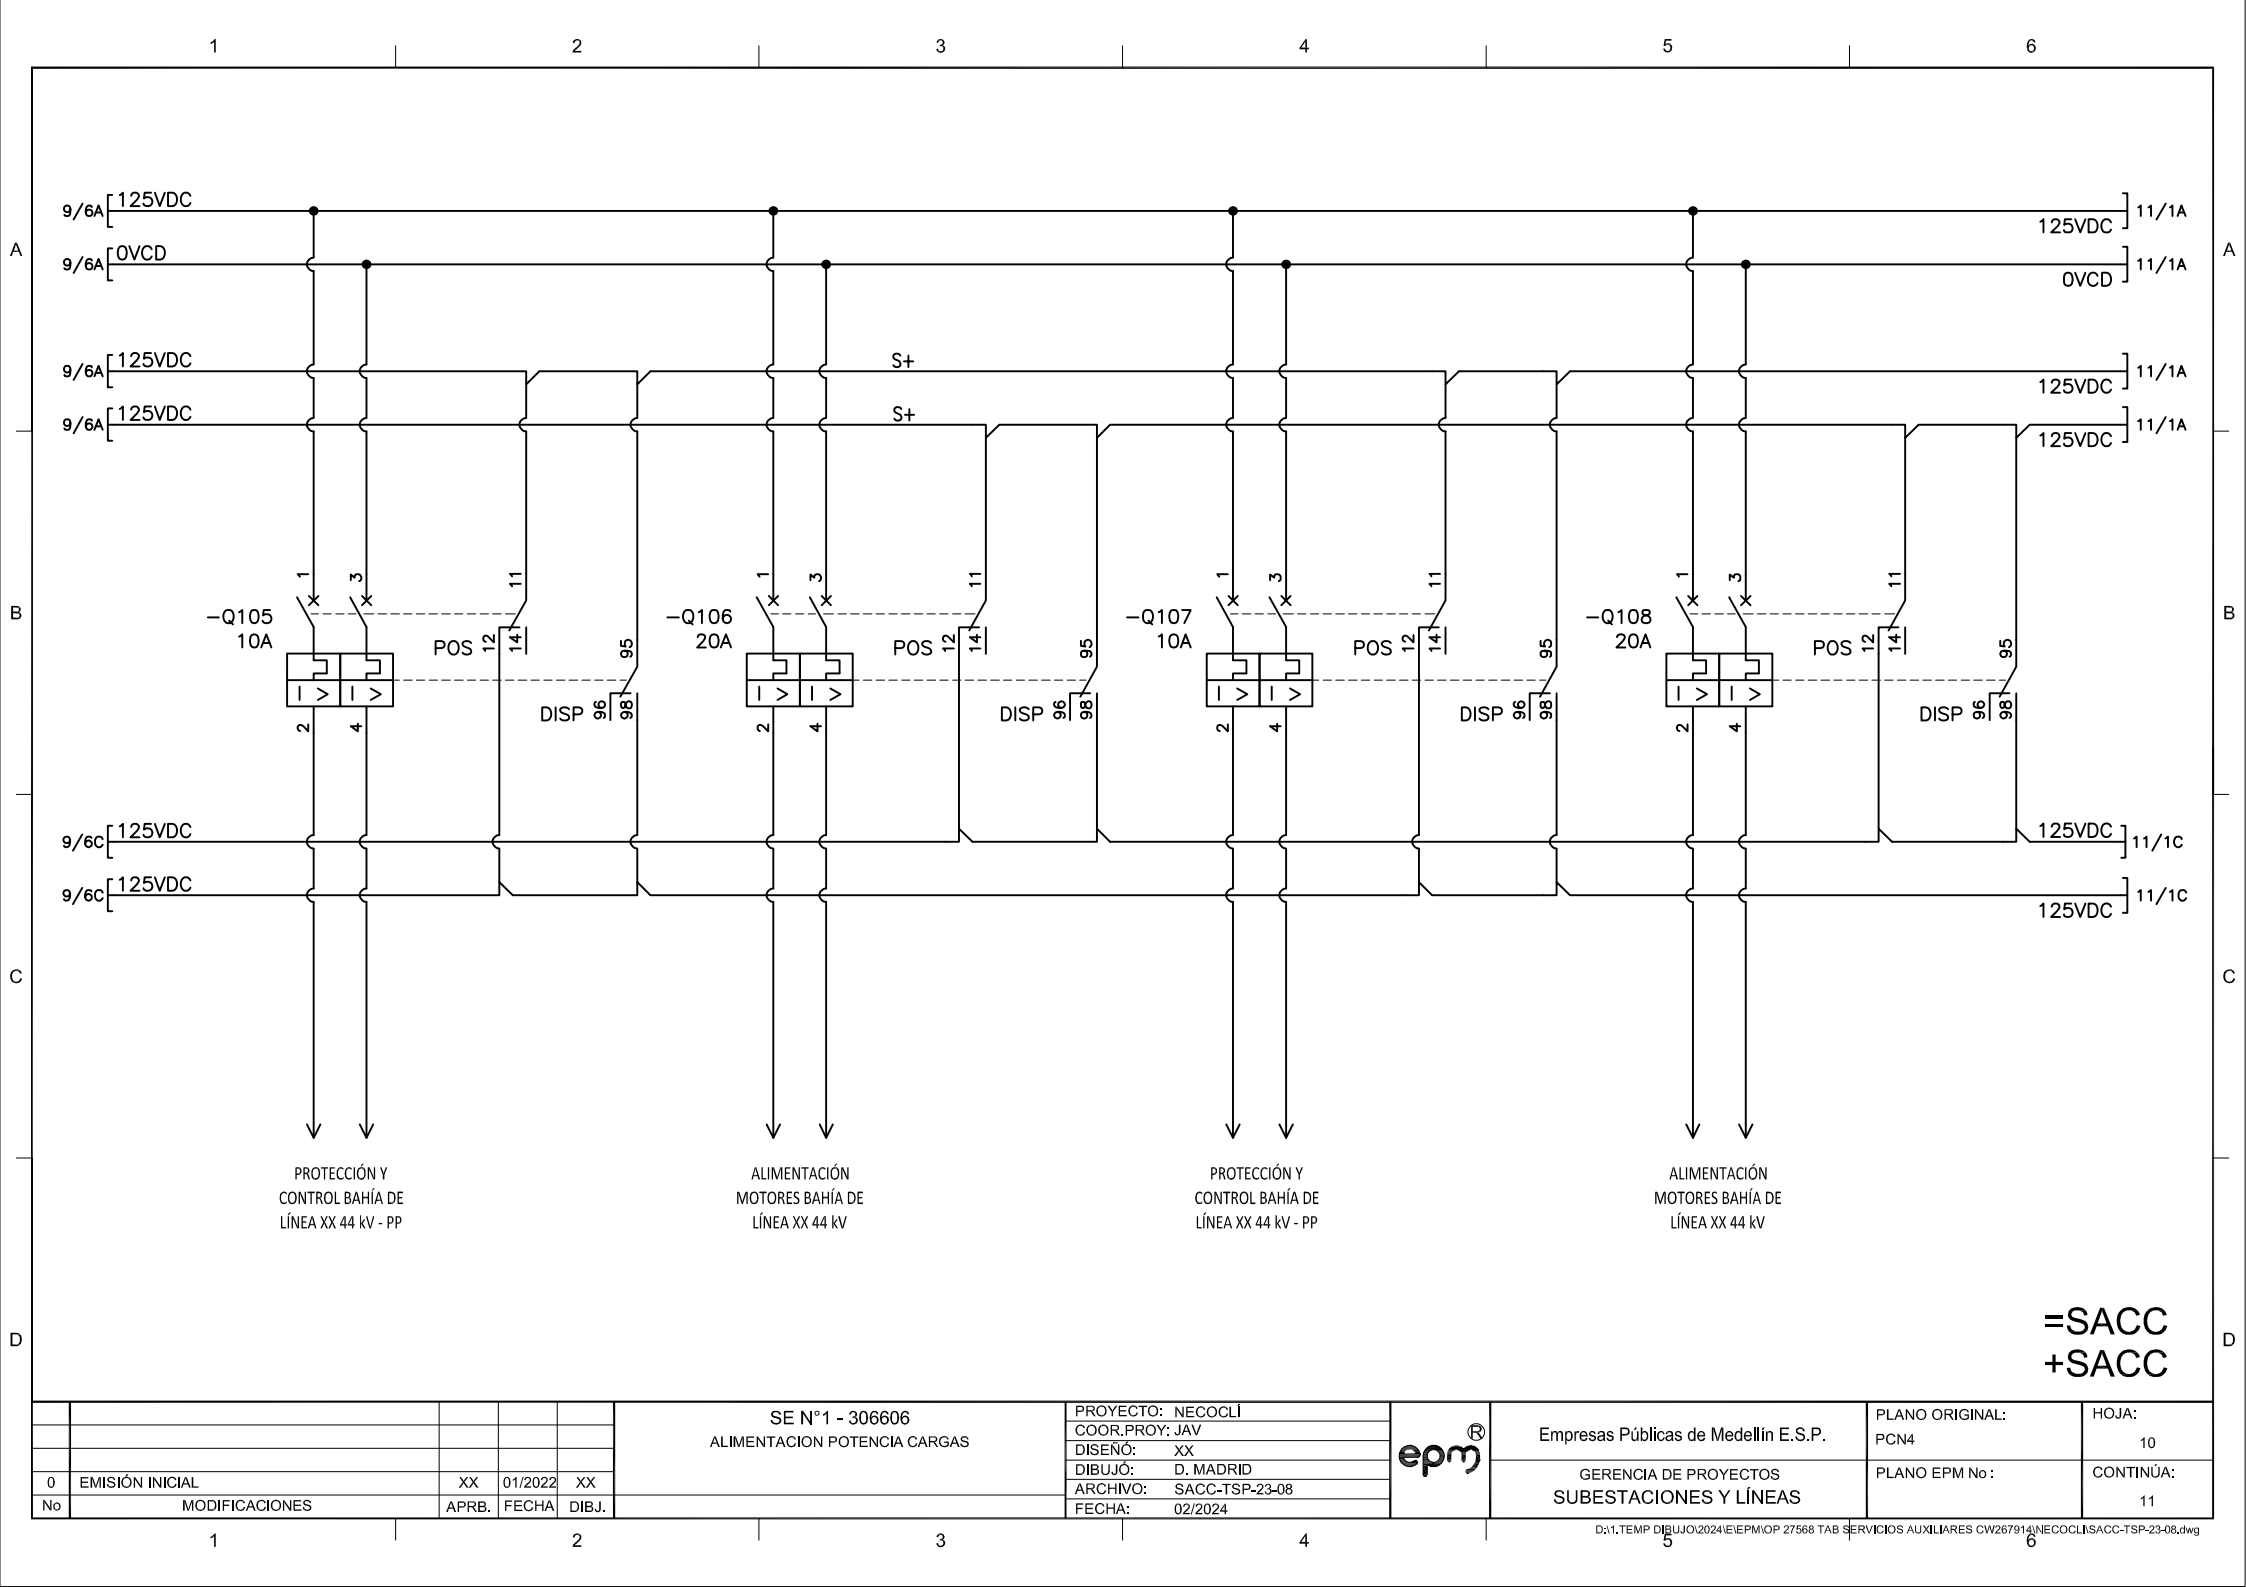 1 2 3 4 5 6
9/6A 125VDC 125VDC 11/1A
A 9/6A 0VCD 0VCD 11/1A A
9/6A 125VDC S+ 125VDC 11/1A
9/6A 125VDC S+ 125VDC 11/1A
1 3 11 1 3 11 1 3 11 1 3 11
B B
-Q105 -Q106 -Q107 -Q108
10A 20A 10A 20A
POS 12 14 95 POS 12 14 95 POS 12 14 95 POS 12 14 95
I > I > I > I > I > I > I > I >
DISP 96 98 DISP 96 98 DISP 96 98 DISP 96 98
2 4 2 4 2 4 2 4
9/6C 125VDC 125VDC 11/1C
9/6C 125VDC 125VDC 11/1C
C C
PROTECCIÓN Y
CONTROL BAHÍA DE
LÍNEA XX 44 kV - PP
ALIMENTACIÓN
MOTORES BAHÍA DE
LÍNEA XX 44 kV
PROTECCIÓN Y
CONTROL BAHÍA DE
LÍNEA XX 44 kV - PP
ALIMENTACIÓN
MOTORES BAHÍA DE
LÍNEA XX 44 kV
D D
=SACC
+SACC
0 EMISIÓN INICIAL XX 01/2022 XX
No MODIFICACIONES APRB. FECHA DIBJ.
SE N°1 - 306606
ALIMENTACION POTENCIA CARGAS
PROYECTO: NECOCLÍ
COOR.PROY: JAV
DISEÑÓ: XX
DIBUJÓ: D. MADRID
ARCHIVO: SACC-TSP-23-08
FECHA: 02/2024
epm®
Empresas Públicas de Medellín E.S.P.
GERENCIA DE PROYECTOS
SUBESTACIONES Y LÍNEAS
PLANO ORIGINAL:
PCN4
PLANO EPM No :
HOJA:
10
CONTINÚA:
11
D:\1.TEMP DIBUJO\2024\E\EPM\OP 27568 TAB SERVICIOS AUXILIARES CW267914\NECOCLI\SACC-TSP-23-08.dwg
1 2 3 4 5 6